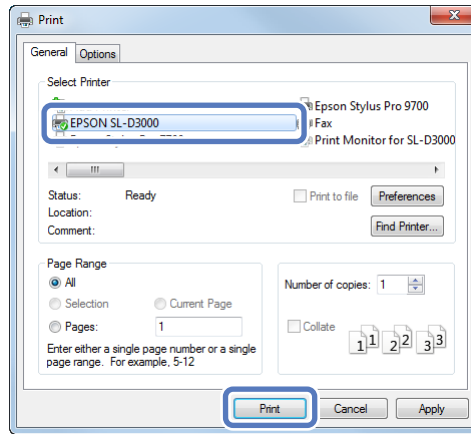 Print
General Options
Select Printer
Epson Stylus Pro 9700
EPSON SL-D3000
Fax
Print Monitor for SL-D3000
Status: Ready
Print to file Preferences
Location:
Comment:
Find Printer...
Page Range
All
Selection Current Page
Pages: 1
Enter either a single page number or a single
page range. For example, 5-12
Number of copies: 1
Collate
1 1 2 2 3 3
Print Cancel Apply